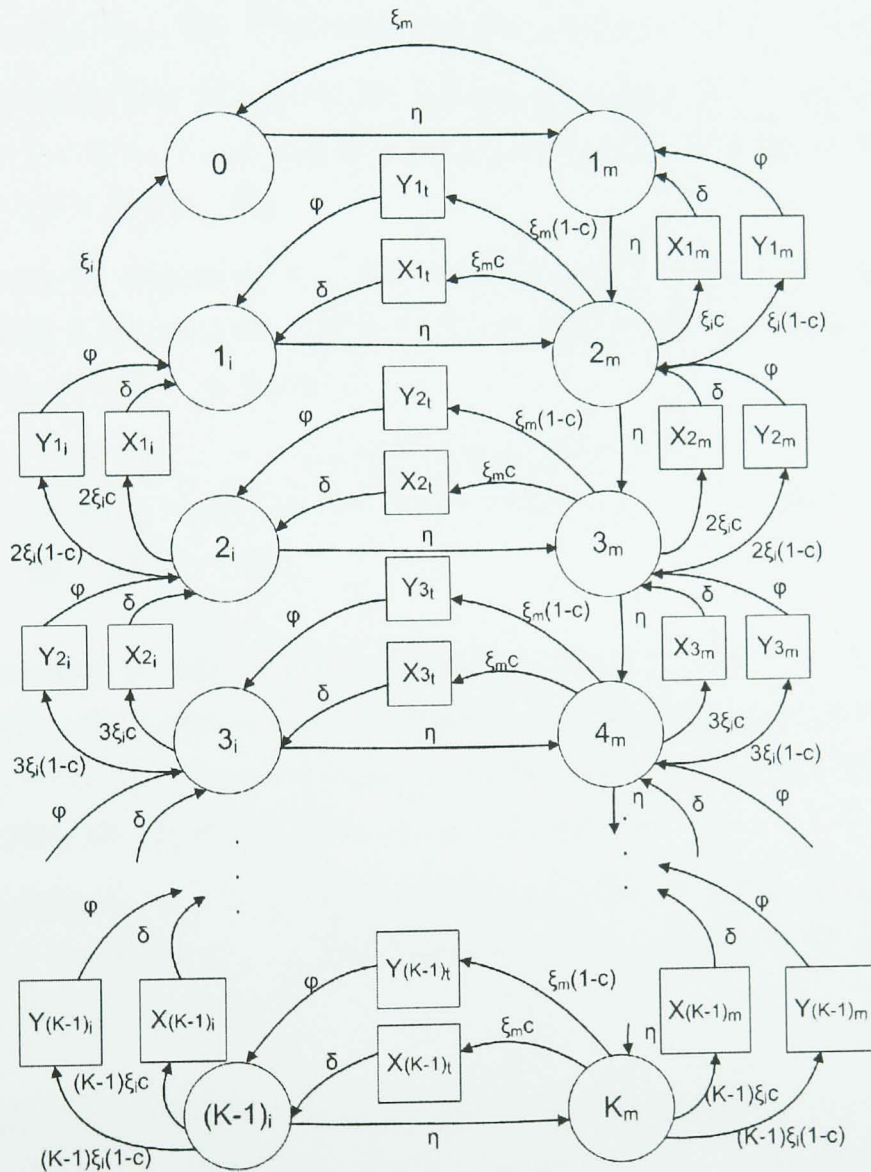 ξm
0
η
1m
φ
Y1t
φ
ξm(1-c)
δ
ξi
X1t
ξmc
η
X1m
Y1m
δ
1i
η
2m
ξic
ξi(1-c)
φ
δ
Y2t
φ
ξm(1-c)
δ
φ
Y1i
X1i
η
X2m
Y2m
X2t
ξmc
δ
2ξic
2i
η
3m
2ξic
2ξi(1-c)
2ξi(1-c)
φ
δ
Y3t
φ
ξm(1-c)
δ
φ
Y2i
X2i
η
X3m
Y3m
X3t
ξmc
δ
3ξic
3i
η
4m
3ξic
3ξi(1-c)
3ξi(1-c)
φ
δ
η
δ
φ
φ
δ
φ
δ
Y(K-1)t
ξm(1-c)
φ
Y(K-1)i
X(K-1)i
X(K-1)m
Y(K-1)m
ξmc
η
δ
X(K-1)t
(K-1)ξic
(K-1)i
Km
(K-1)ξic
(K-1)ξi(1-c)
η
(K-1)ξi(1-c)